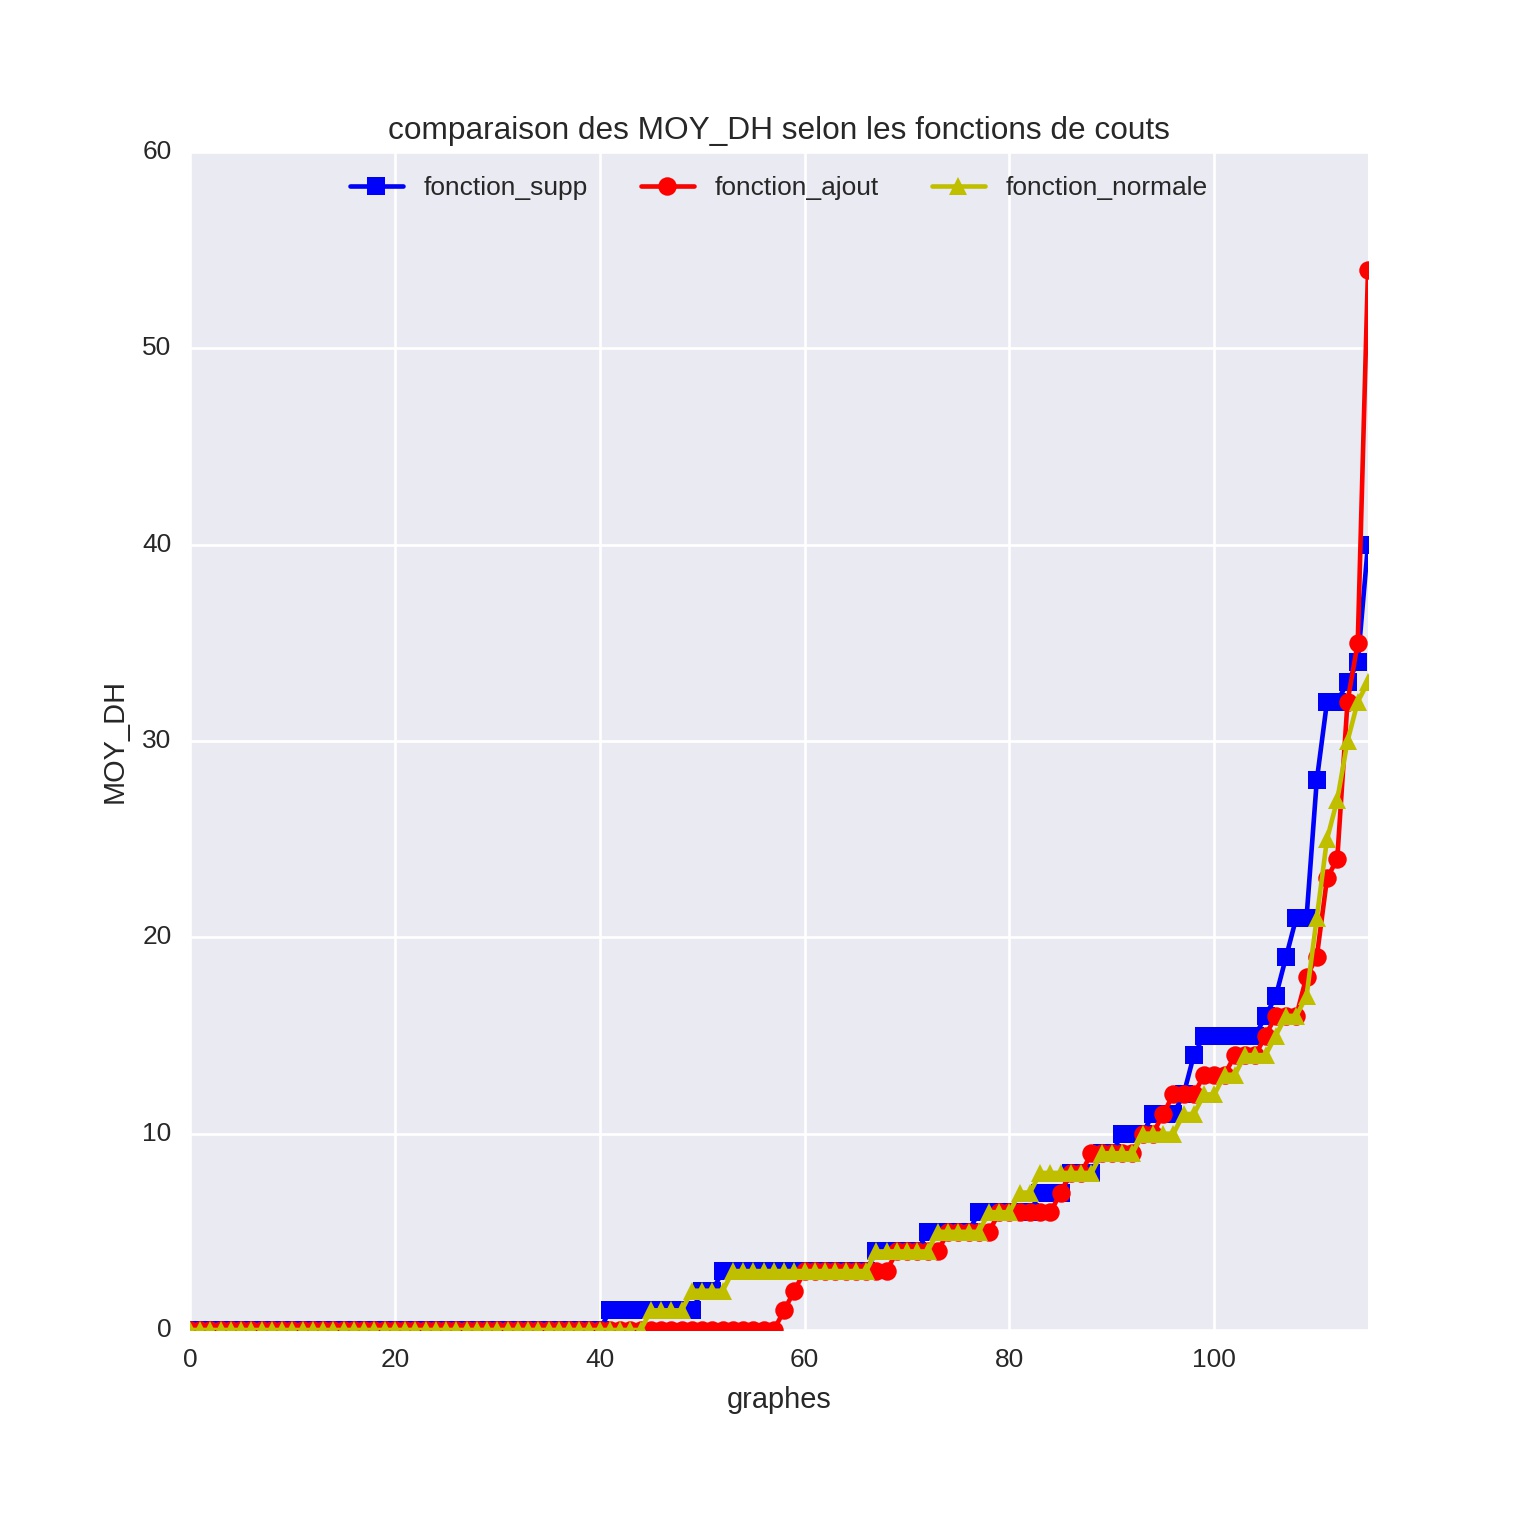 comparaison des MOY_DH selon les fonctions de couts
fonction_supp fonction_ajout fonction_normale
60
50
40
30
20
10
0
MOY_DH
0 20 40 60 80 100
graphes